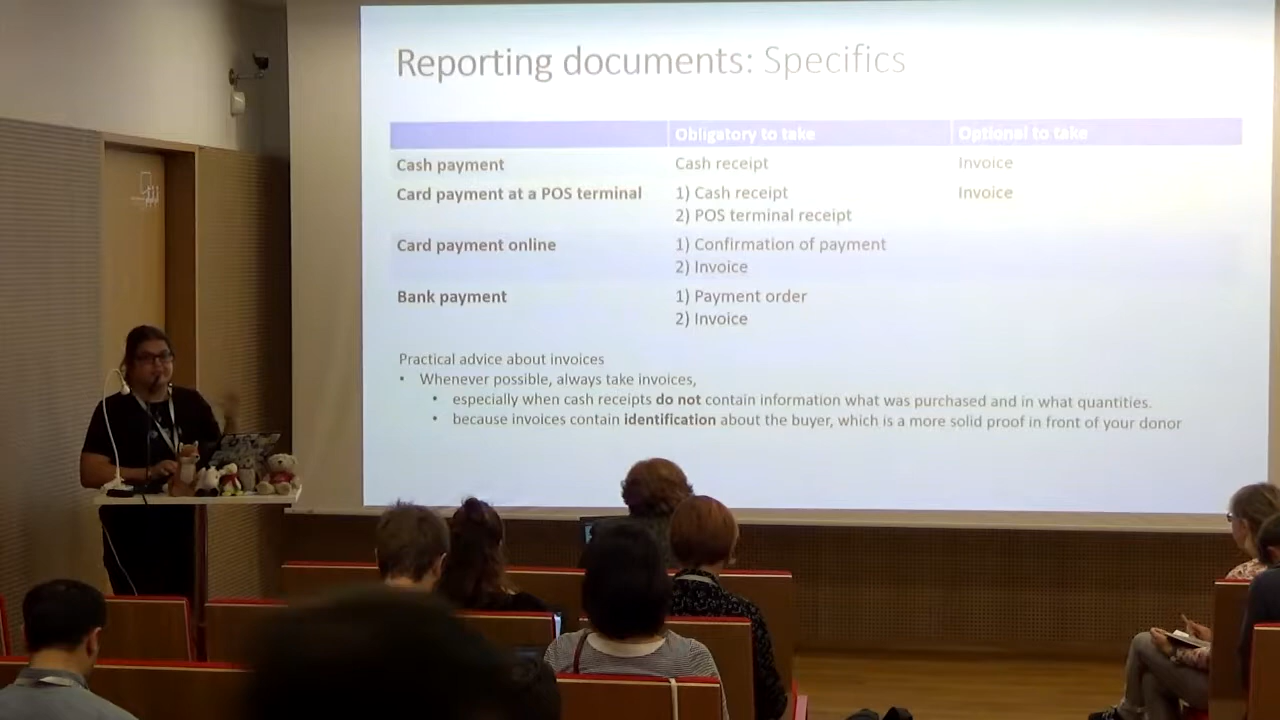 Reporting documents: Specifics
Obligatory to take Optional to take
Cash payment Cash receipt Invoice
Card payment at a POS terminal 1) Cash receipt Invoice
2) POS terminal receipt
Card payment online 1) Confirmation of payment
2) Invoice
Bank payment 1) Payment order
2) Invoice
Practical advice about invoices
• Whenever possible, always take invoices,
• especially when cash receipts do not contain information what was purchased and in what quantities.
• because invoices contain identification about the buyer, which is a more solid proof in front of your donor